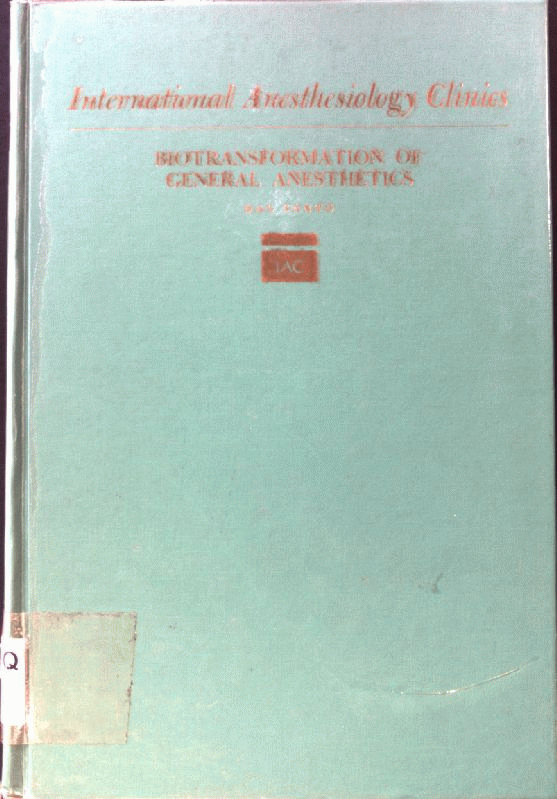 International Anesthesiology Clinics
BIOTRANSFORMATION OF
GENERAL ANESTHETICS
IAC
Q